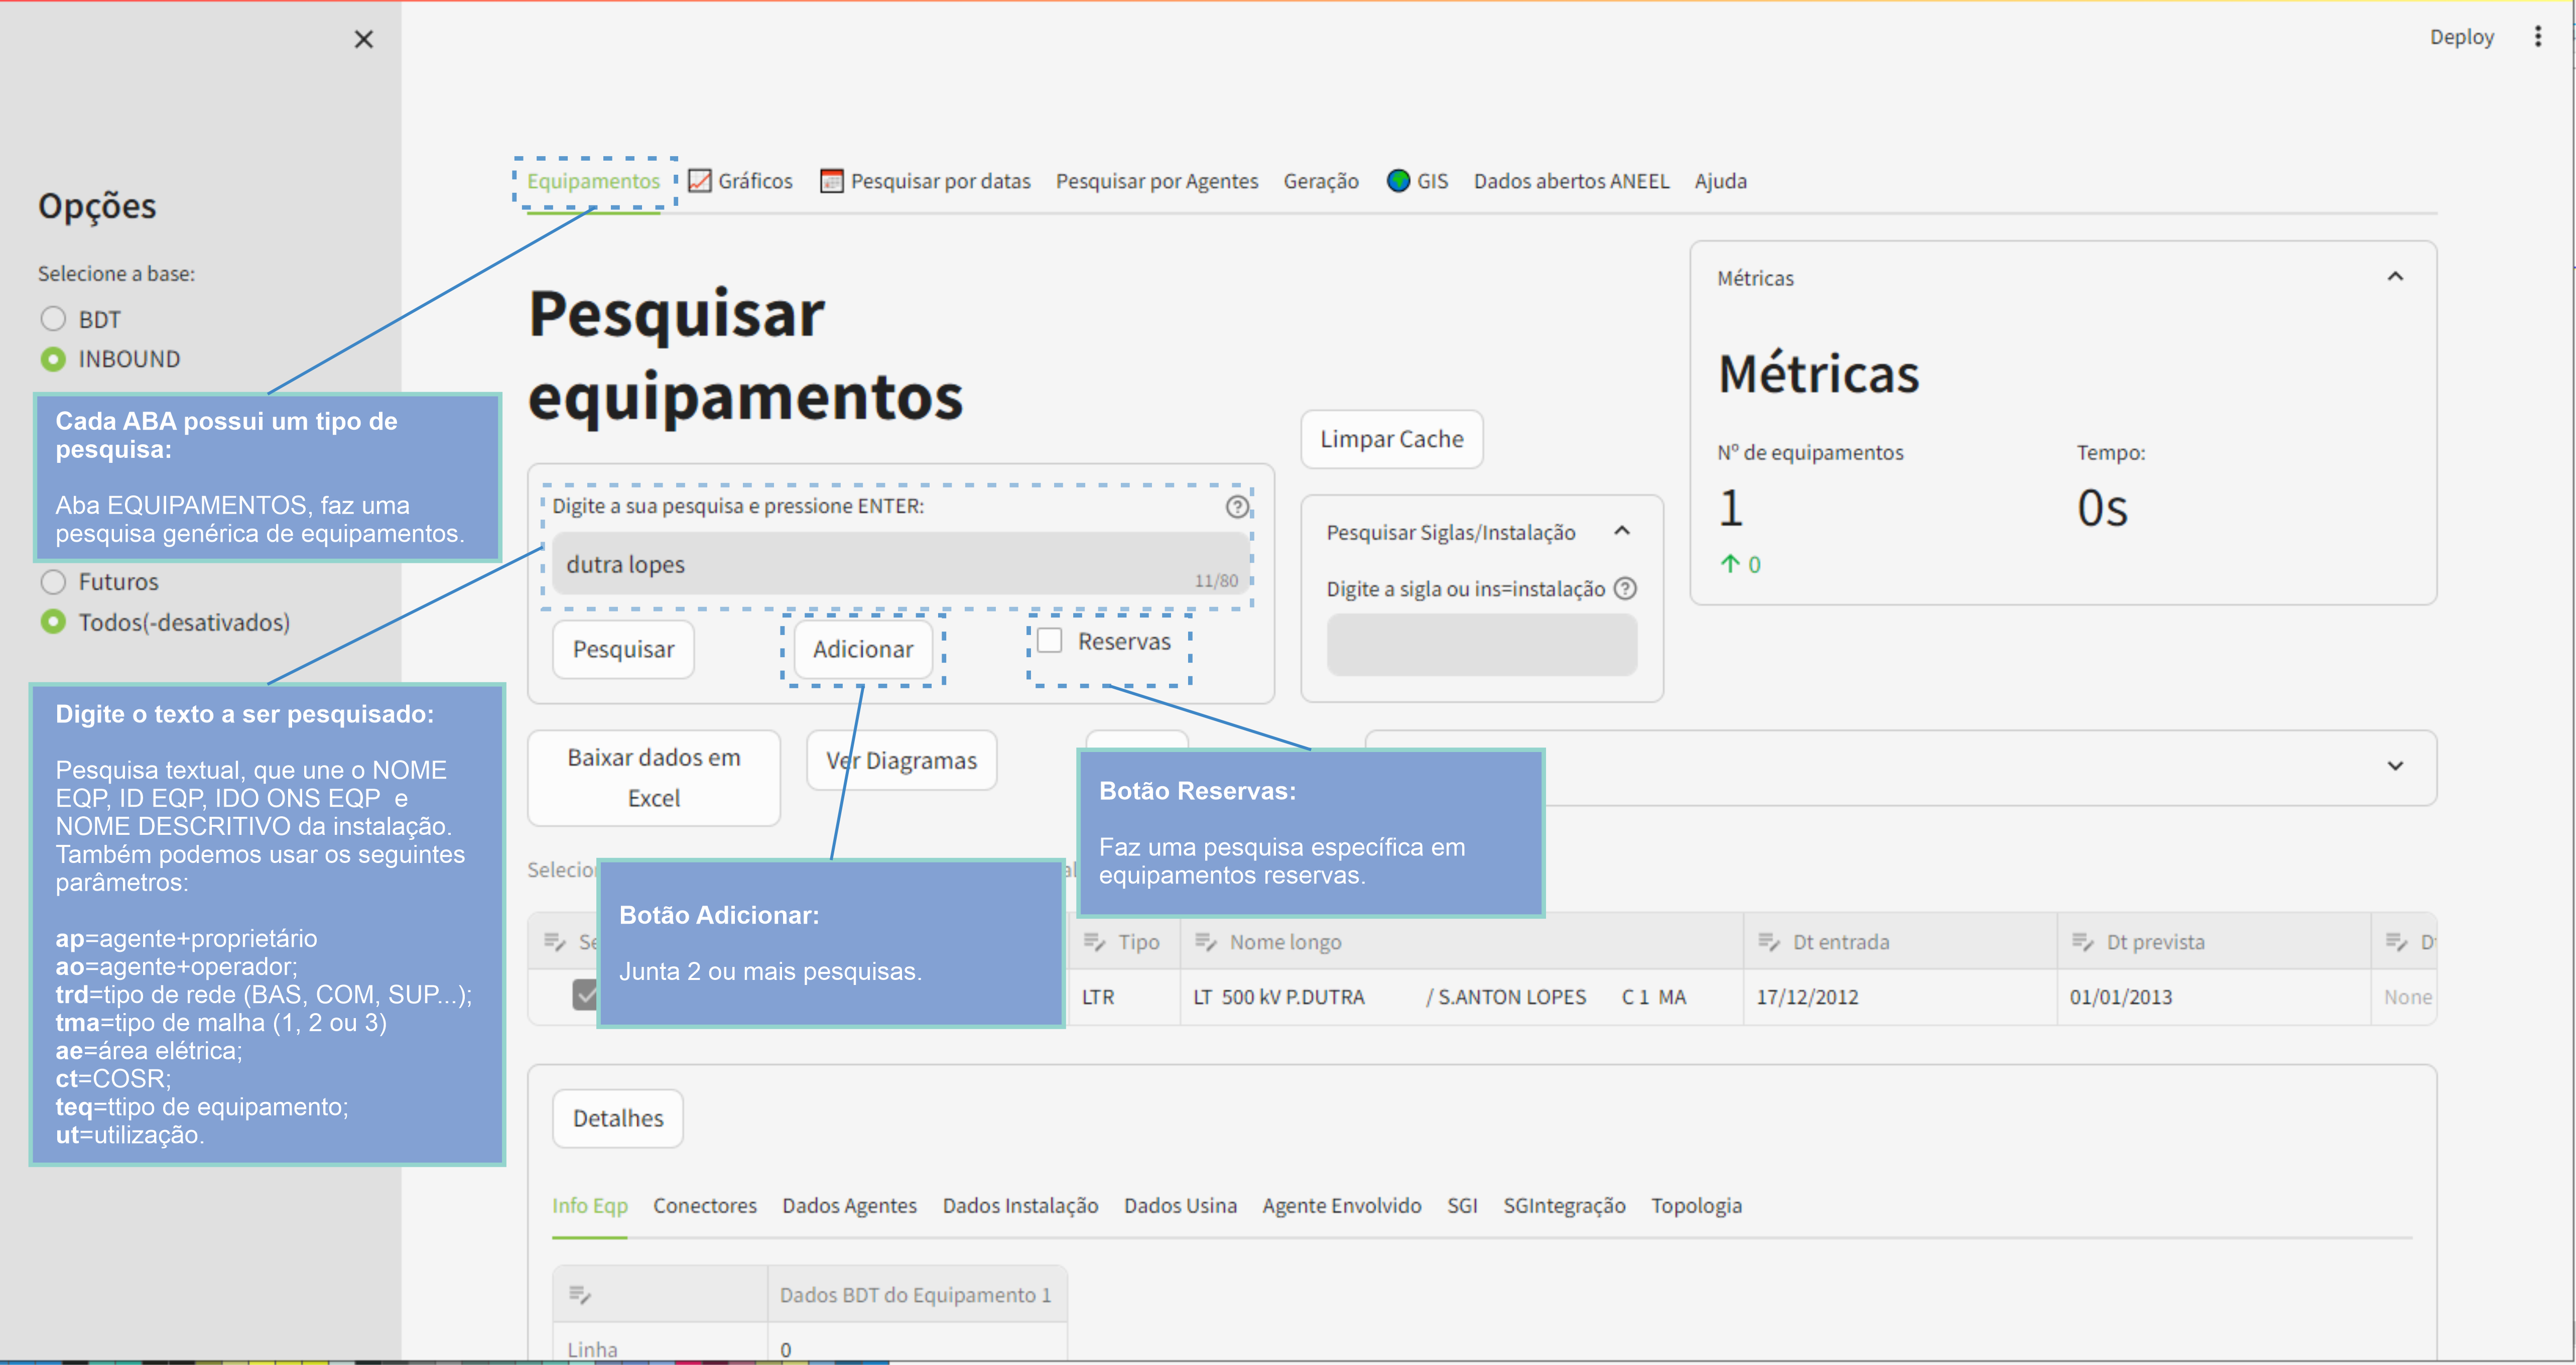 Deploy
Equipamentos Gráficos Pesquisar por datas Pesquisar por Agentes Geração GIS Dados abertos ANEEL Ajuda
Opções
Selecione a base:
BDT
INBOUND
Cada ABA possui um tipo de
pesquisa:
Aba EQUIPAMENTOS, faz uma
pesquisa genérica de equipamentos.
Futuros
Todos(-desativados)
Digite o texto a ser pesquisado:
Pesquisa textual, que une o NOME
EQP, ID EQP, IDO ONS EQP e
NOME DESCRITIVO da instalação.
Também podemos usar os seguintes
parâmetros:
ap=agente+proprietário
ao=agente+operador;
trd=tipo de rede (BAS, COM, SUP...);
tma=tipo de malha (1, 2 ou 3)
ae=área elétrica;
ct=COSR;
teq=ttipo de equipamento;
ut=utilização.
Pesquisar
equipamentos
Digite a sua pesquisa e pressione ENTER:
dutra lopes
11/80
Pesquisar Adicionar Reservas
Limpar Cache
Pesquisar Siglas/Instalação
Digite a sigla ou ins=instalação
Métricas
Métricas
Nº de equipamentos Tempo:
1 0s
0
Baixar dados em
Excel
Ver Diagramas
Botão Reservas:
Faz uma pesquisa específica em
equipamentos reservas.
Botão Adicionar:
Junta 2 ou mais pesquisas.
Tipo Nome longo Dt entrada Dt prevista
LTR LT 500 kV P.DUTRA / S.ANTON LOPES C 1 MA 17/12/2012 01/01/2013 None
Detalhes
Info Eqp Conectores Dados Agentes Dados Instalação Dados Usina Agente Envolvido SGI SGIntegração Topologia
Dados BDT do Equipamento 1
Linha 0